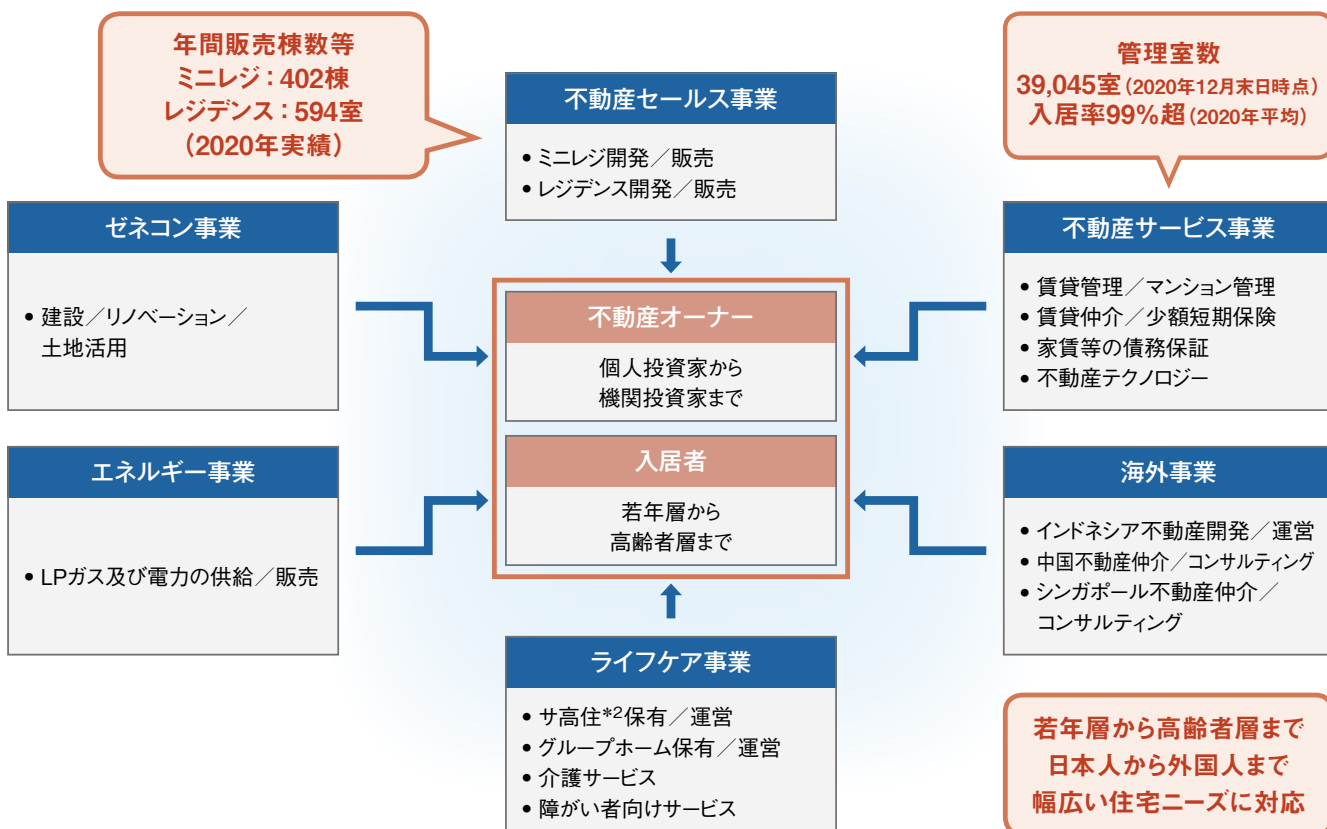 年間販売棟数等
ミニレジ：402棟
レジデンス：594室
（2020年実績）
不動産セールス事業
• ミニレジ開発／販売
• レジデンス開発／販売
管理室数
39,045室（2020年12月末日時点）
入居率99%超（2020年平均）
ゼネコン事業
• 建設／リノベーション／
土地活用
不動産オーナー
個人投資家から
機関投資家まで
不動産サービス事業
• 賃貸管理／マンション管理
• 賃貸仲介／少額短期保険
• 家賃等の債務保証
• 不動産テクノロジー
エネルギー事業
• LPガス及び電力の供給／販売
入居者
若年層から
高齢者層まで
海外事業
• インドネシア不動産開発／運営
• 中国不動産仲介／コンサルティング
• シンガポール不動産仲介／
コンサルティング
ライフケア事業
• サ高住*2保有／運営
• グループホーム保有／運営
• 介護サービス
• 障がい者向けサービス
若年層から高齢者層まで
日本人から外国人まで
幅広い住宅ニーズに対応